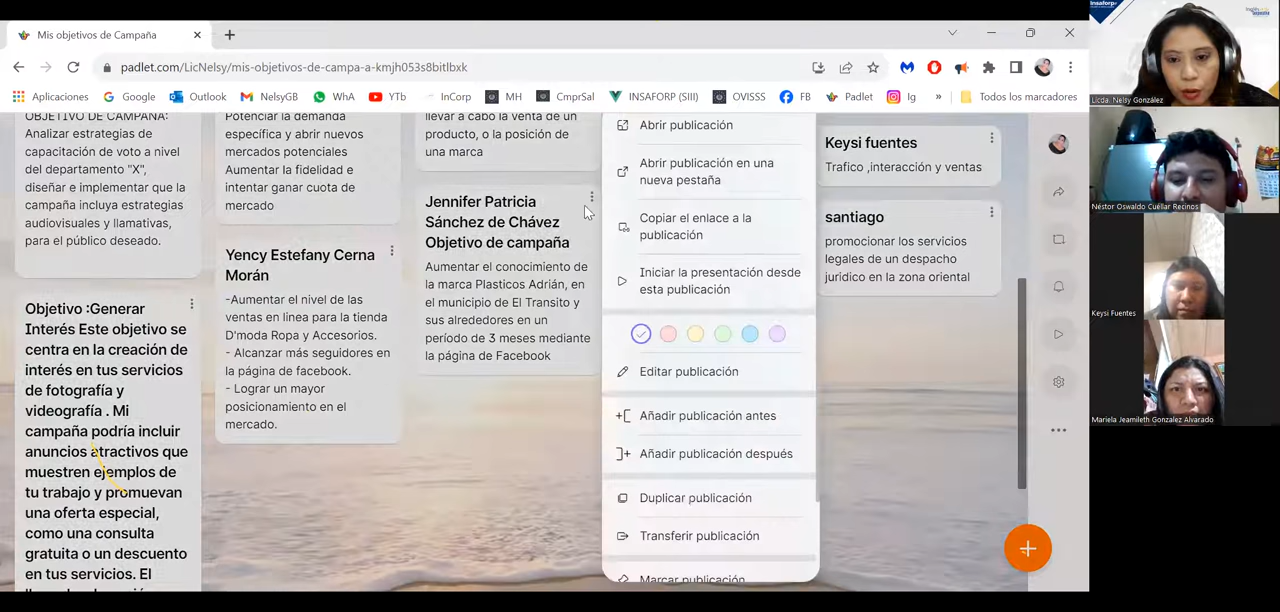 Mis objetivos de Campaña
padlet.com/LicNelsy/mis-objetivos-de-campa-a-kmjh053s8bitlbxk
Aplicaciones
Google
Outlook
NelsyGB
WhA
YTb
InCorp
MH
CmprSal
INSAFORP (SIII)
OVISSS
FB
Padlet
Ig
»
Todos los marcadores
OBJETIVO DE CAMPAÑA:
Analizar estrategias de
capacitación de voto a nivel
del departamento "X",
diseñar e implementar que la
campaña incluya estrategias
audiovisuales y llamativas,
para el público deseado.
Objetivo :Generar
Interés Este objetivo se
centra en la creación de
interés en tus servicios
de fotografía y
videografía . Mi
campaña podría incluir
anuncios atractivos que
muestren ejemplos de
tu trabajo y promuevan
una oferta especial,
como una consulta
gratuita o un descuento
en tus servicios. El
Potenciar la demanda
específica y abrir nuevos
mercados potenciales
Aumentar la fidelidad e
intentar ganar cuota de
mercado
Yency Estefany Cerna
Morán
-Aumentar el nivel de las
ventas en linea para la tienda
D'moda Ropa y Accesorios.
- Alcanzar más seguidores en
la página de facebook.
- Lograr un mayor
posicionamiento en el
mercado.
llevar a cabo la venta de un
producto, o la posición de
una marca
Jennifer Patricia
Sánchez de Chávez
Objetivo de campaña
Aumentar el conocimiento de
la marca Plasticos Adrián, en
el municipio de El Transito y
sus alrededores en un
período de 3 meses mediante
la página de Facebook
Abrir publicación
Abrir publicación en una
nueva pestaña
Copiar el enlace a la
publicación
Iniciar la presentación desde
esta publicación
Editar publicación
Añadir publicación antes
Añadir publicación después
Duplicar publicación
Transferir publicación
Marcar publicación
Keysi fuentes
Trafico ,interacción y ventas
santiago
promocionar los servicios
legales de un despacho
jurídico en la zona oriental
Insaforp
Licda. Nelsy González
Néstor Oswaldo Cuéllar Recinos
Keysi Fuentes
Mariela Jeamileth Gonzalez Alvarado